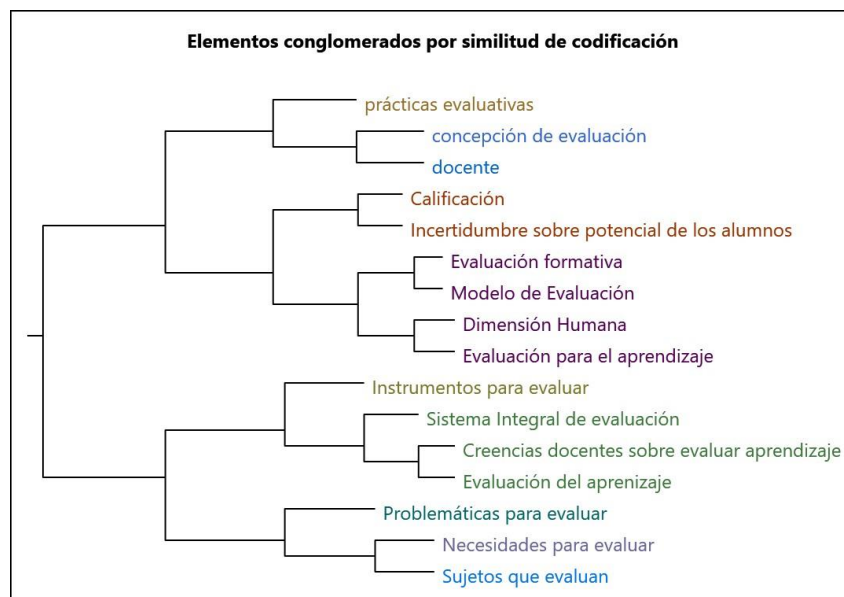 Elementos conglomerados por similitud de codificación
prácticas evaluativas
concepción de evaluación
docente
Calificación
Incertidumbre sobre potencial de los alumnos
Evaluación formativa
Modelo de Evaluación
Dimensión Humana
Evaluación para el aprendizaje
Instrumentos para evaluar
Sistema Integral de evaluación
Creencias docentes sobre evaluar aprendizaje
Evaluación del aprenizaje
Problemáticas para evaluar
Necesidades para evaluar
Sujetos que evaluan